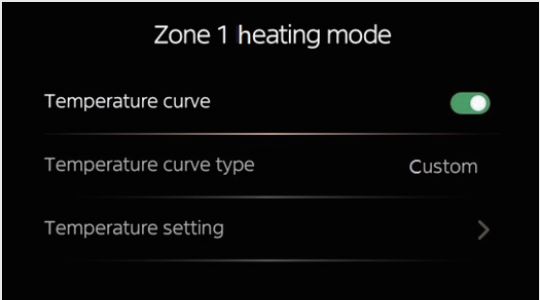 Zone 1 heating mode
Temperature curve
Temperature curve type Custom
Temperature setting